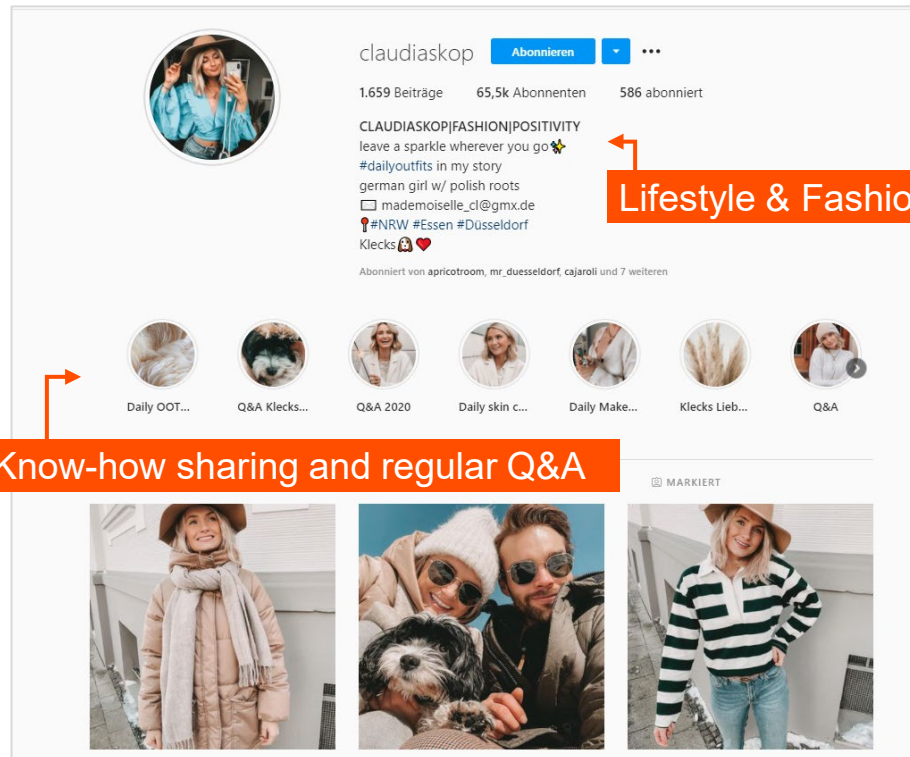 claudiaskop Abonnieren
1.659 Beiträge 65,5k Abonnenten 586 abonniert
CLAUDIASKOP|FASHION|POSITIVITY
leave a sparkle wherever you go✨
#dailyoutfits in my story
german girl w/ polish roots
mademoiselle_cl@gmx.de
📍#NRW #Essen #Düsseldorf
Klecks🐶❤️
Abonniert von apricotroom, mr_duesseldorf, cajaroli und 7 weiteren
Lifestyle & Fashio
Daily OOT... Q&A Klecks... Q&A 2020 Daily skin c... Daily Make... Klecks Lieb... Q&A
Know-how sharing and regular Q&A
MARKIERT